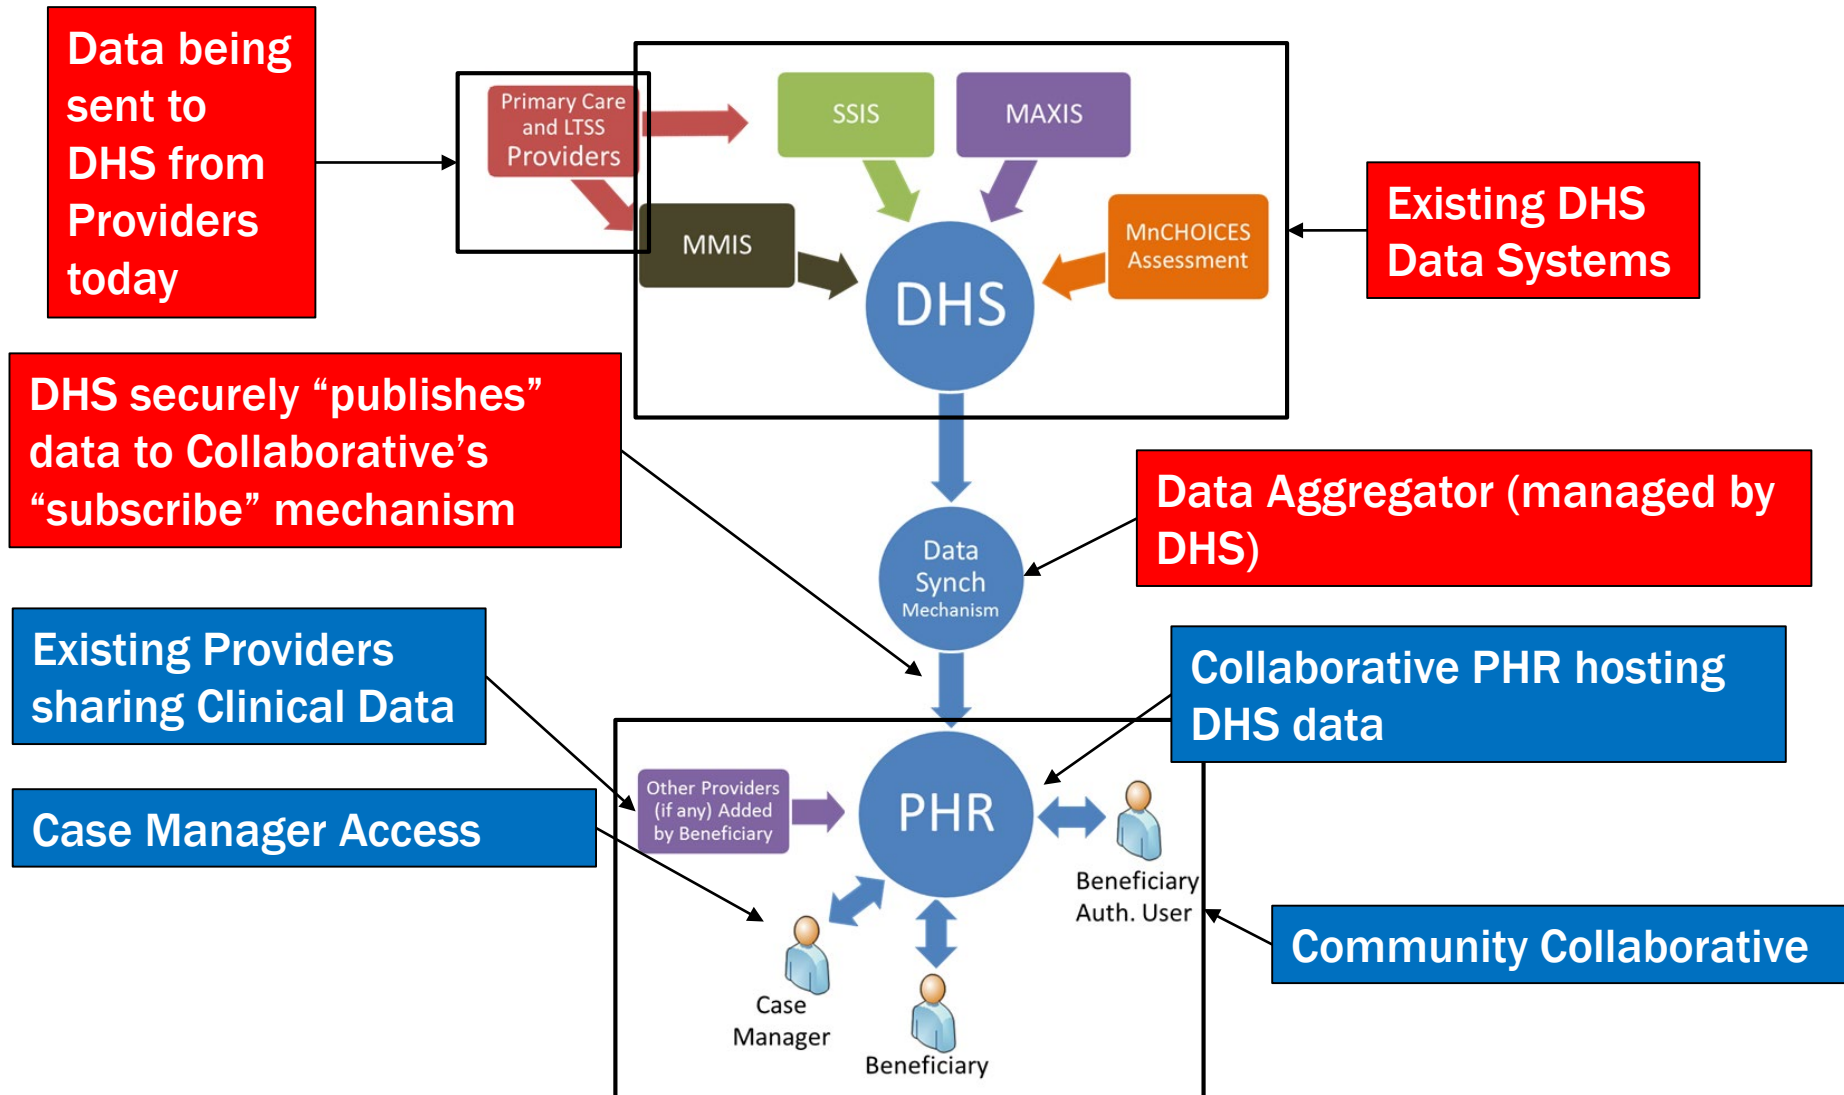 Data being
sent to
DHS from
Providers
today
Primary Care
and LTSS
Providers
SSIS
MAXIS
MMIS
MnCHOICES
Assessment
DHS
Existing DHS
Data Systems
DHS securely “publishes”
data to Collaborative’s
“subscribe” mechanism
Data Aggregator (managed by
DHS)
Data
Synch
Mechanism
Existing Providers
sharing Clinical Data
Collaborative PHR hosting
DHS data
Case Manager Access
Other Providers
(if any) Added
by Beneficiary
PHR
Beneficiary
Auth. User
Community Collaborative
Case
Manager
Beneficiary